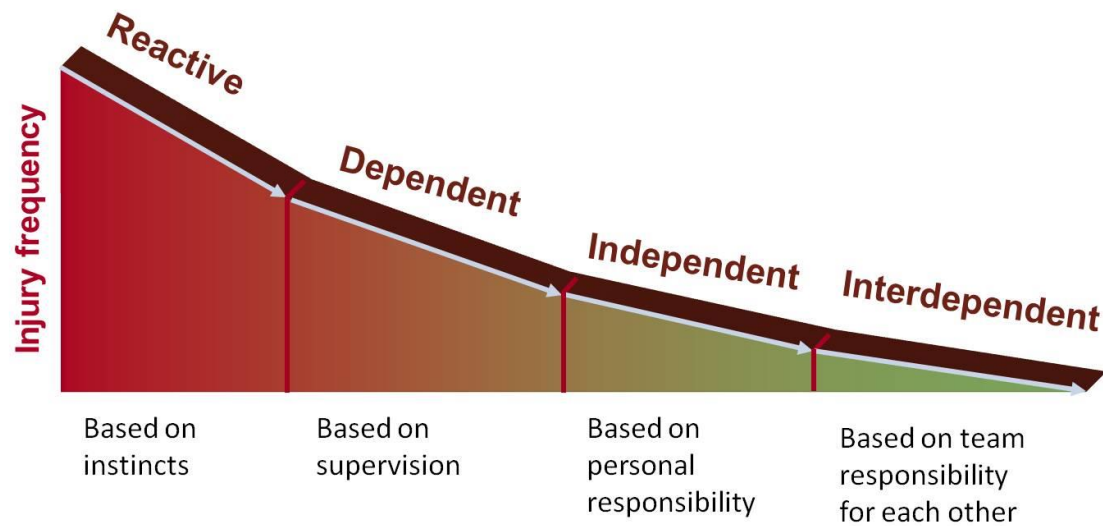 Reactive
Dependent
Independent
Interdependent
Injury frequency
Based on
instincts
Based on
supervision
Based on
personal
responsibility
Based on team
responsibility
for each other